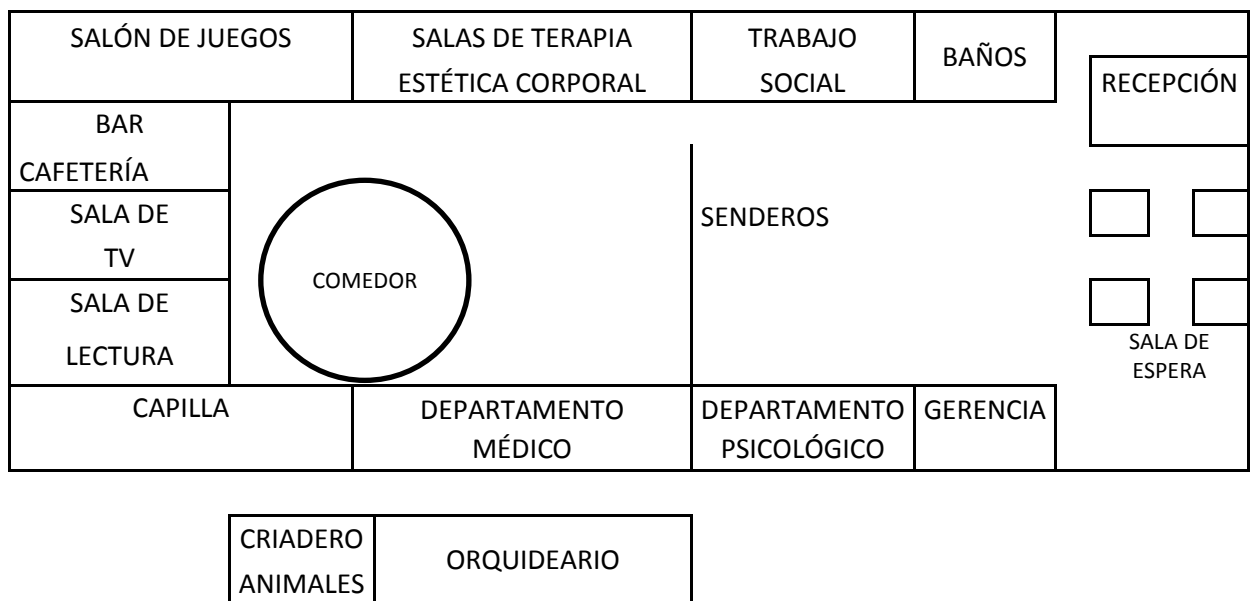 SALÓN DE JUEGOS
SALAS DE TERAPIA
ESTÉTICA CORPORAL
TRABAJO
SOCIAL
BAÑOS
RECEPCIÓN
BAR
CAFETERÍA
SALA DE
TV
SENDEROS
COMEDOR
SALA DE
LECTURA
SALA DE
ESPERA
CAPILLA
DEPARTAMENTO
MÉDICO
DEPARTAMENTO
PSICOLÓGICO
GERENCIA
CRIADERO
ANIMALES
ORQUIDEARIO